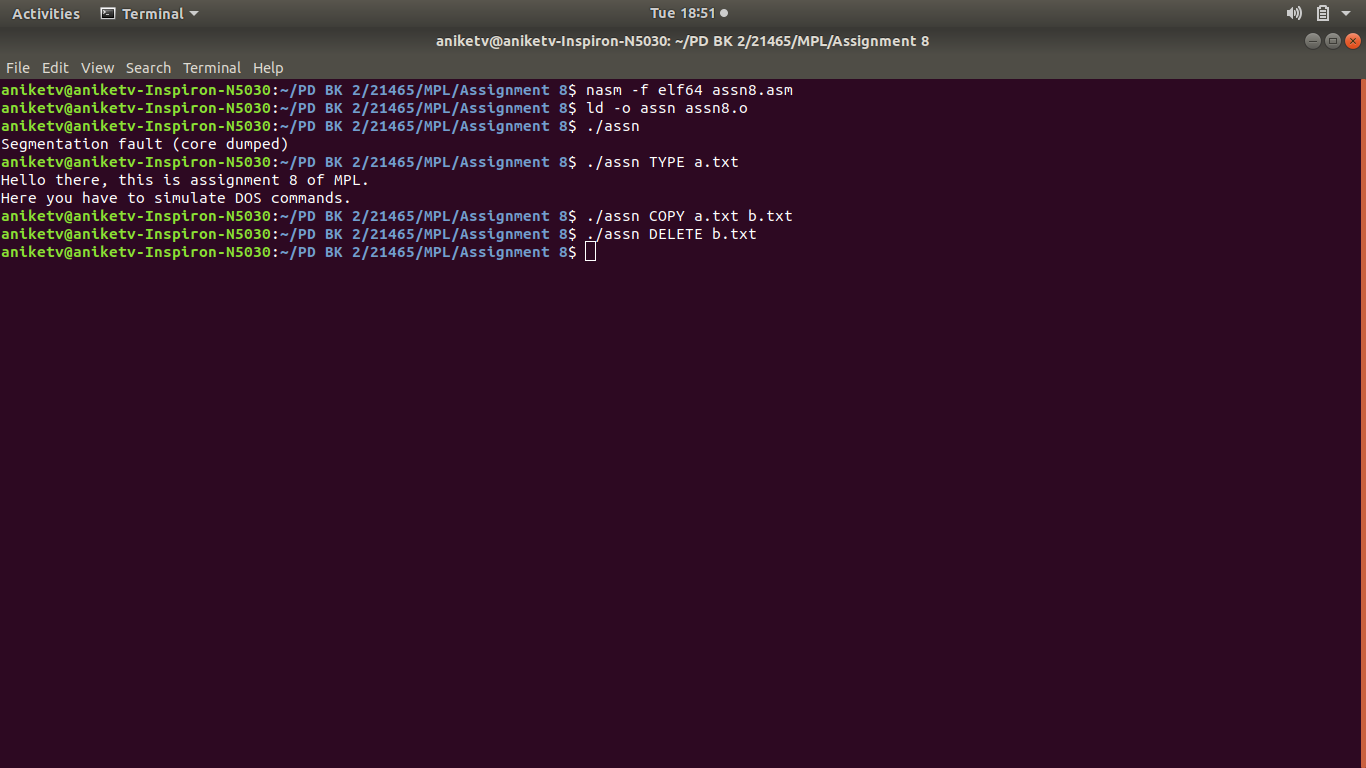 Activities Terminal Tue 18:51
aniketv@aniketv-Inspiron-N5030: ~/PD BK 2/21465/MPL/Assignment 8
File Edit View Search Terminal Help
aniketv@aniketv-Inspiron-N5030:~/PD BK 2/21465/MPL/Assignment 8$ nasm -f elf64 assn8.asm
aniketv@aniketv-Inspiron-N5030:~/PD BK 2/21465/MPL/Assignment 8$ ld -o assn assn8.o
aniketv@aniketv-Inspiron-N5030:~/PD BK 2/21465/MPL/Assignment 8$ ./assn
Segmentation fault (core dumped)
aniketv@aniketv-Inspiron-N5030:~/PD BK 2/21465/MPL/Assignment 8$ ./assn TYPE a.txt
Hello there, this is assignment 8 of MPL.
Here you have to simulate DOS commands.
aniketv@aniketv-Inspiron-N5030:~/PD BK 2/21465/MPL/Assignment 8$ ./assn COPY a.txt b.txt
aniketv@aniketv-Inspiron-N5030:~/PD BK 2/21465/MPL/Assignment 8$ ./assn DELETE b.txt
aniketv@aniketv-Inspiron-N5030:~/PD BK 2/21465/MPL/Assignment 8$